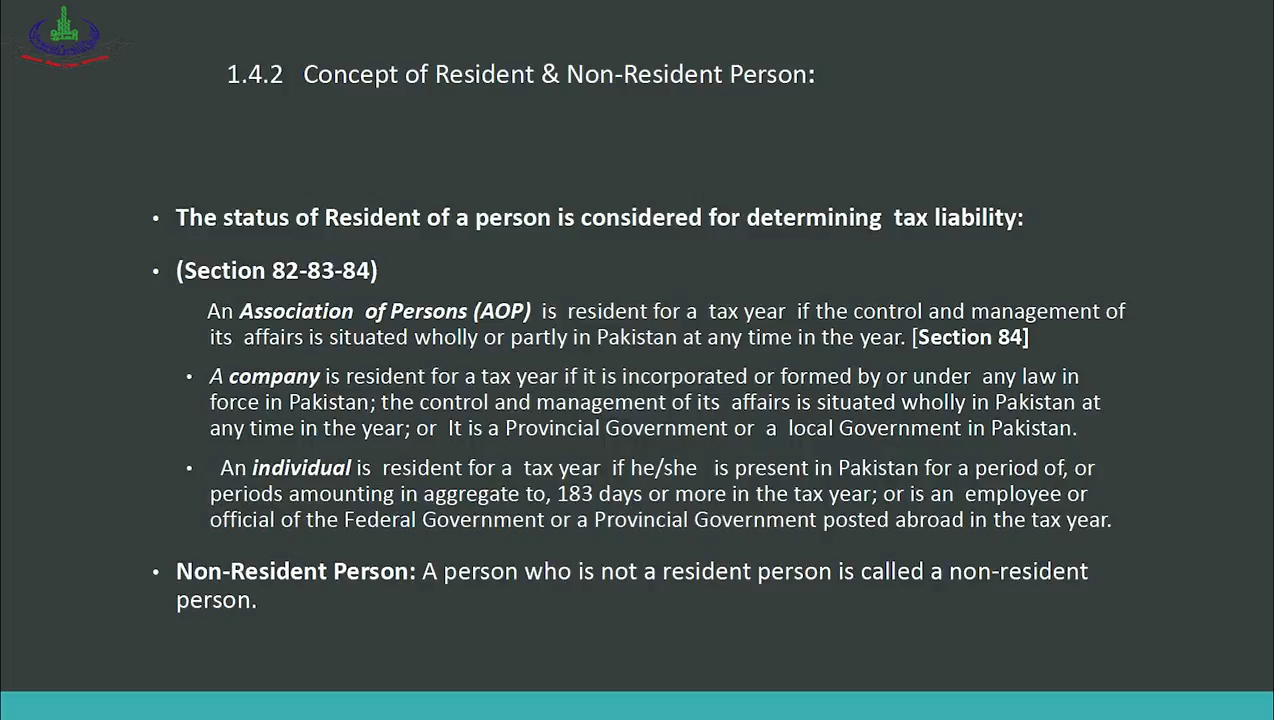 1.4.2 Concept of Resident & Non-Resident Person:
• The status of Resident of a person is considered for determining tax liability:
• (Section 82-83-84)
An Association of Persons (AOP) is resident for a tax year if the control and management of
its affairs is situated wholly or partly in Pakistan at any time in the year. [Section 84]
• A company is resident for a tax year if it is incorporated or formed by or under any law in
force in Pakistan; the control and management of its affairs is situated wholly in Pakistan at
any time in the year; or It is a Provincial Government or a local Government in Pakistan.
• An individual is resident for a tax year if he/she is present in Pakistan for a period of, or
periods amounting in aggregate to, 183 days or more in the tax year; or is an employee or
official of the Federal Government or a Provincial Government posted abroad in the tax year.
• Non-Resident Person: A person who is not a resident person is called a non-resident
person.